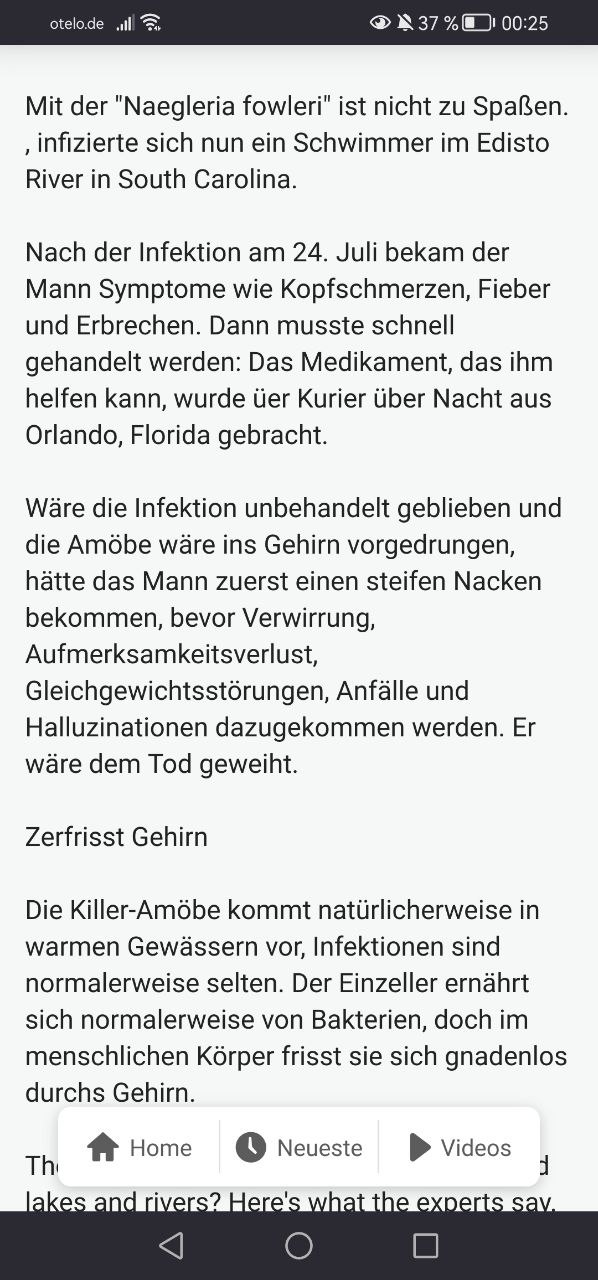 otelo.de 37 % 00:25
Mit der "Naegleria fowleri" ist nicht zu Spaßen.
, infizierte sich nun ein Schwimmer im Edisto
River in South Carolina.
Nach der Infektion am 24. Juli bekam der
Mann Symptome wie Kopfschmerzen, Fieber
und Erbrechen. Dann musste schnell
gehandelt werden: Das Medikament, das ihm
helfen kann, wurde üer Kurier über Nacht aus
Orlando, Florida gebracht.
Wäre die Infektion unbehandelt geblieben und
die Amöbe wäre ins Gehirn vorgedrungen,
hätte das Mann zuerst einen steifen Nacken
bekommen, bevor Verwirrung,
Aufmerksamkeitsverlust,
Gleichgewichtsstörungen, Anfälle und
Halluzinationen dazugekommen werden. Er
wäre dem Tod geweiht.
Zerfrisst Gehirn
Die Killer-Amöbe kommt natürlicherweise in
warmen Gewässern vor, Infektionen sind
normalerweise selten. Der Einzeller ernährt
sich normalerweise von Bakterien, doch im
menschlichen Körper frisst sie sich gnadenlos
durchs Gehirn.
Home Neueste Videos
lakes and rivers? Here's what the experts say.